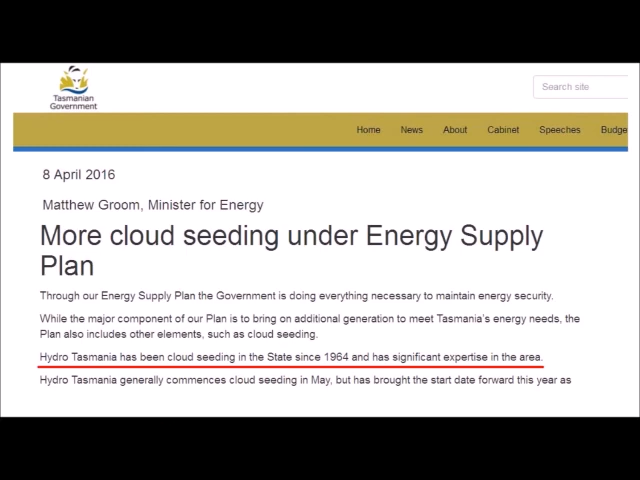 Tasmanian
Government
Search site
Home News About Cabinet Speeches Budge
8 April 2016
Matthew Groom, Minister for Energy
More cloud seeding under Energy Supply
Plan
Through our Energy Supply Plan the Government is doing everything necessary to maintain energy security.
While the major component of our Plan is to bring on additional generation to meet Tasmania's energy needs, the
Plan also includes other elements, such as cloud seeding.
Hydro Tasmania has been cloud seeding in the State since 1964 and has significant expertise in the area.
Hydro Tasmania generally commences cloud seeding in May, but has brought the start date forward this year as